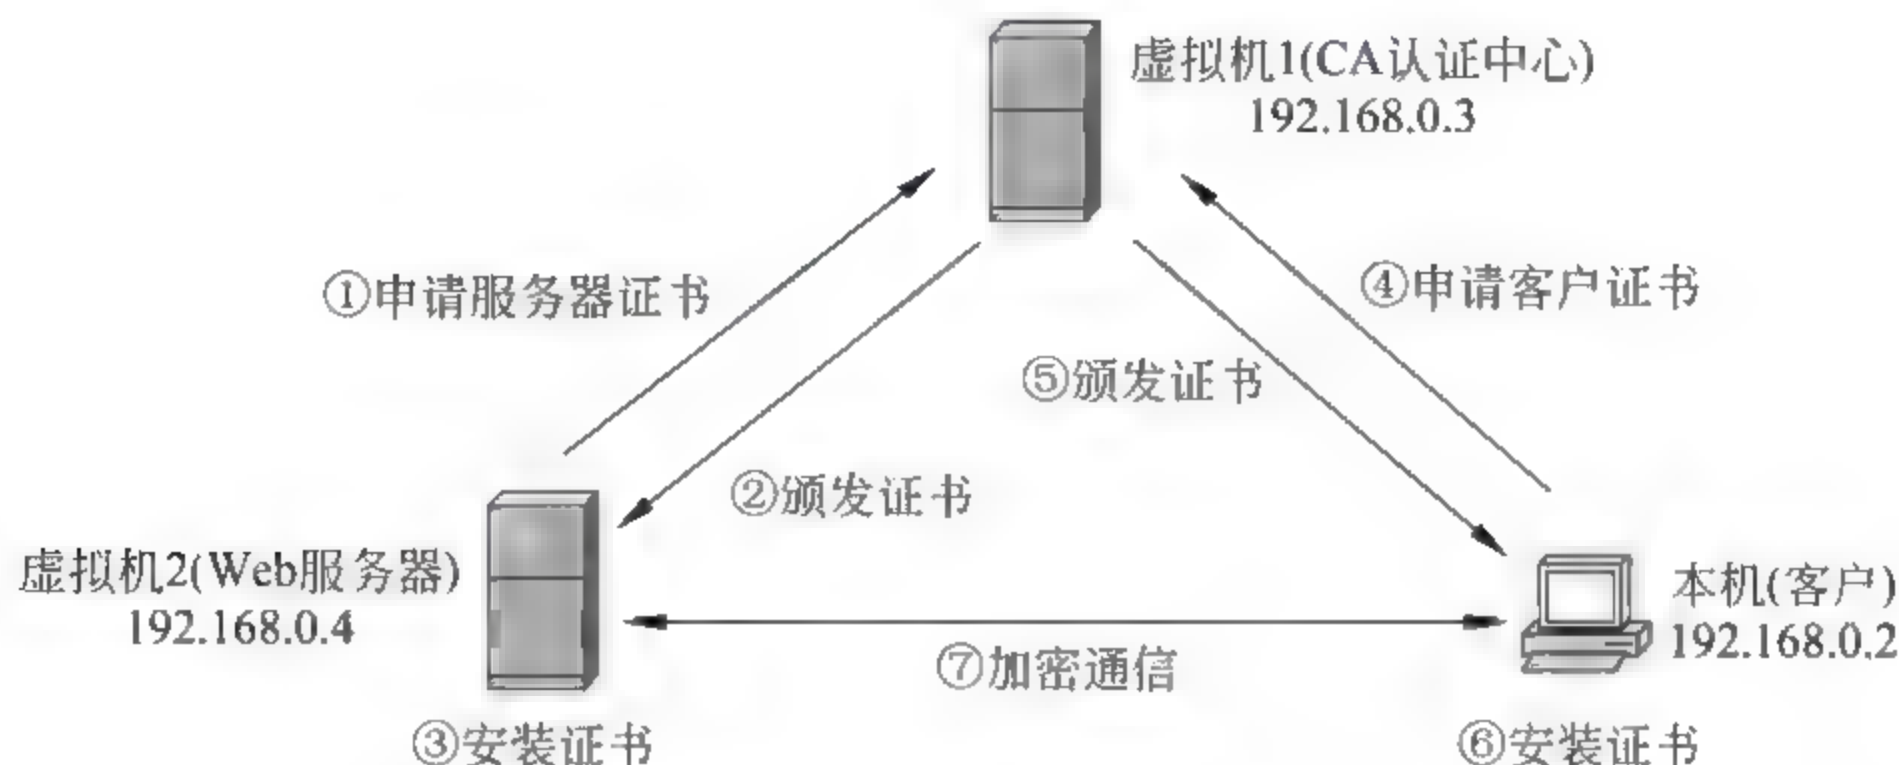 虚拟机1(CA认证中心)
192.168.0.3
①申请服务器证书
④申请客户证书
⑤颁发证书
②颁发证书
虚拟机2(Web服务器)
192.168.0.4
本机(客户)
192.168.0.2
⑦加密通信
③安装证书
⑥安装证书